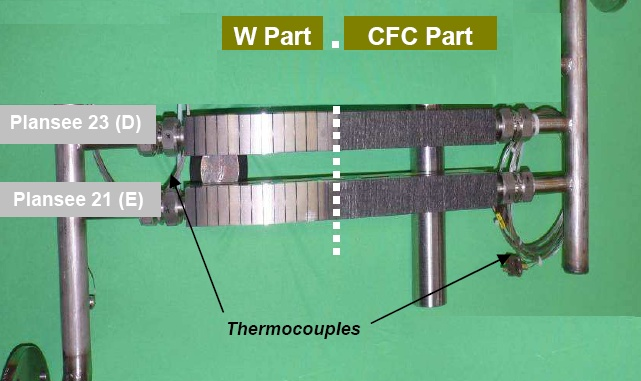 W Part
CFC Part
Plansee 23 (D)
Plansee 21 (E)
Thermocouples